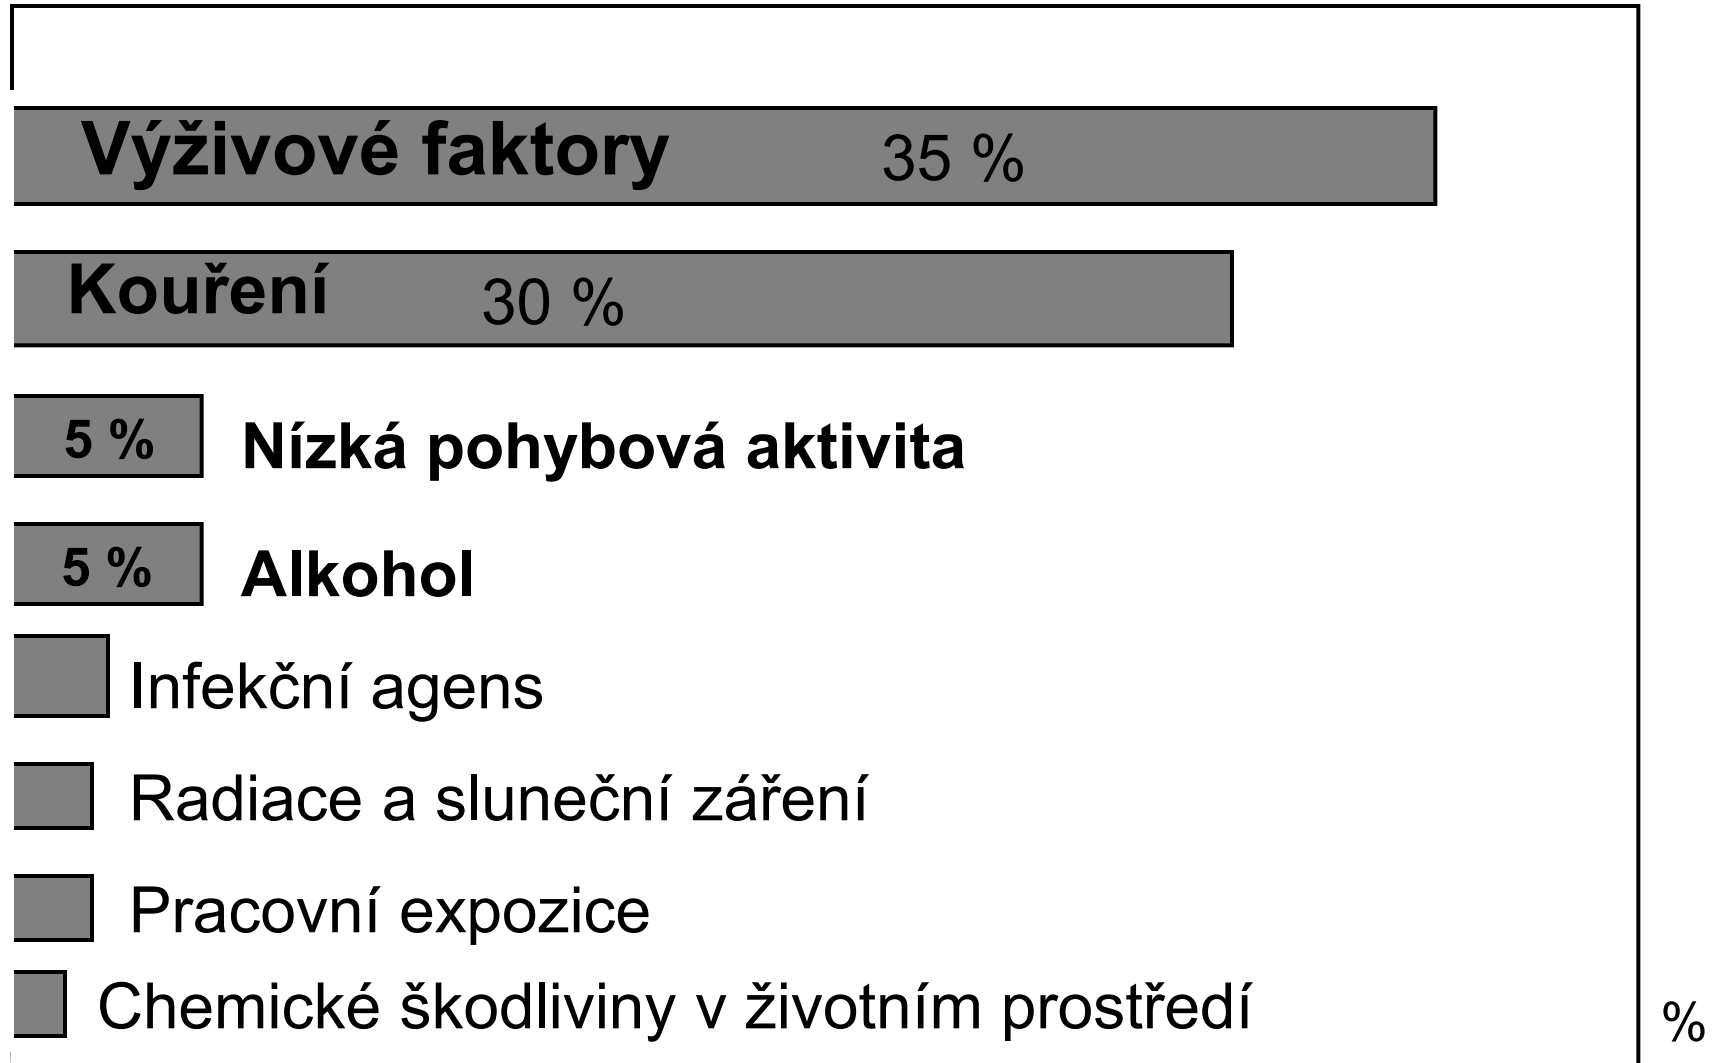 Výživové faktory 35 %
Kouření 30 %
5 % Nízká pohybová aktivita
5 % Alkohol
Infekční agens
Radiace a sluneční záření
Pracovní expozice
Chemické škodliviny v životním prostředí %